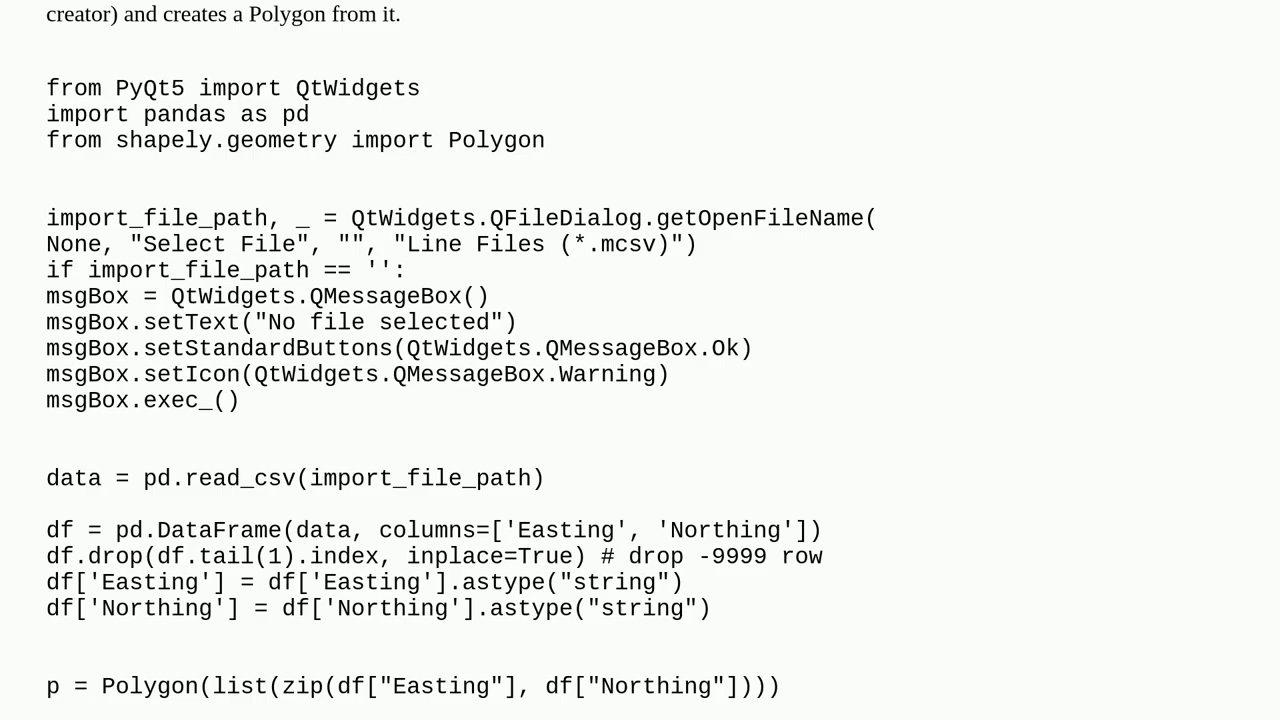 creator) and creates a Polygon from it.
from PyQt5 import QtWidgets
import pandas as pd
from shapely.geometry import Polygon
import_file_path, _ = QtWidgets.QFileDialog.getOpenFileName(
None, "Select File", "", "Line Files (*.mcsv)")
if import_file_path == '':
msgBox = QtWidgets.QMessageBox()
msgBox.setText("No file selected")
msgBox.setStandardButtons(QtWidgets.QMessageBox.Ok)
msgBox.setIcon(QtWidgets.QMessageBox.Warning)
msgBox.exec_()
data = pd.read_csv(import_file_path)
df = pd.DataFrame(data, columns=['Easting', 'Northing'])
df.drop(df.tail(1).index, inplace=True) # drop -9999 row
df['Easting'] = df['Easting'].astype("string")
df['Northing'] = df['Northing'].astype("string")
p = Polygon(list(zip(df["Easting"], df["Northing"])))